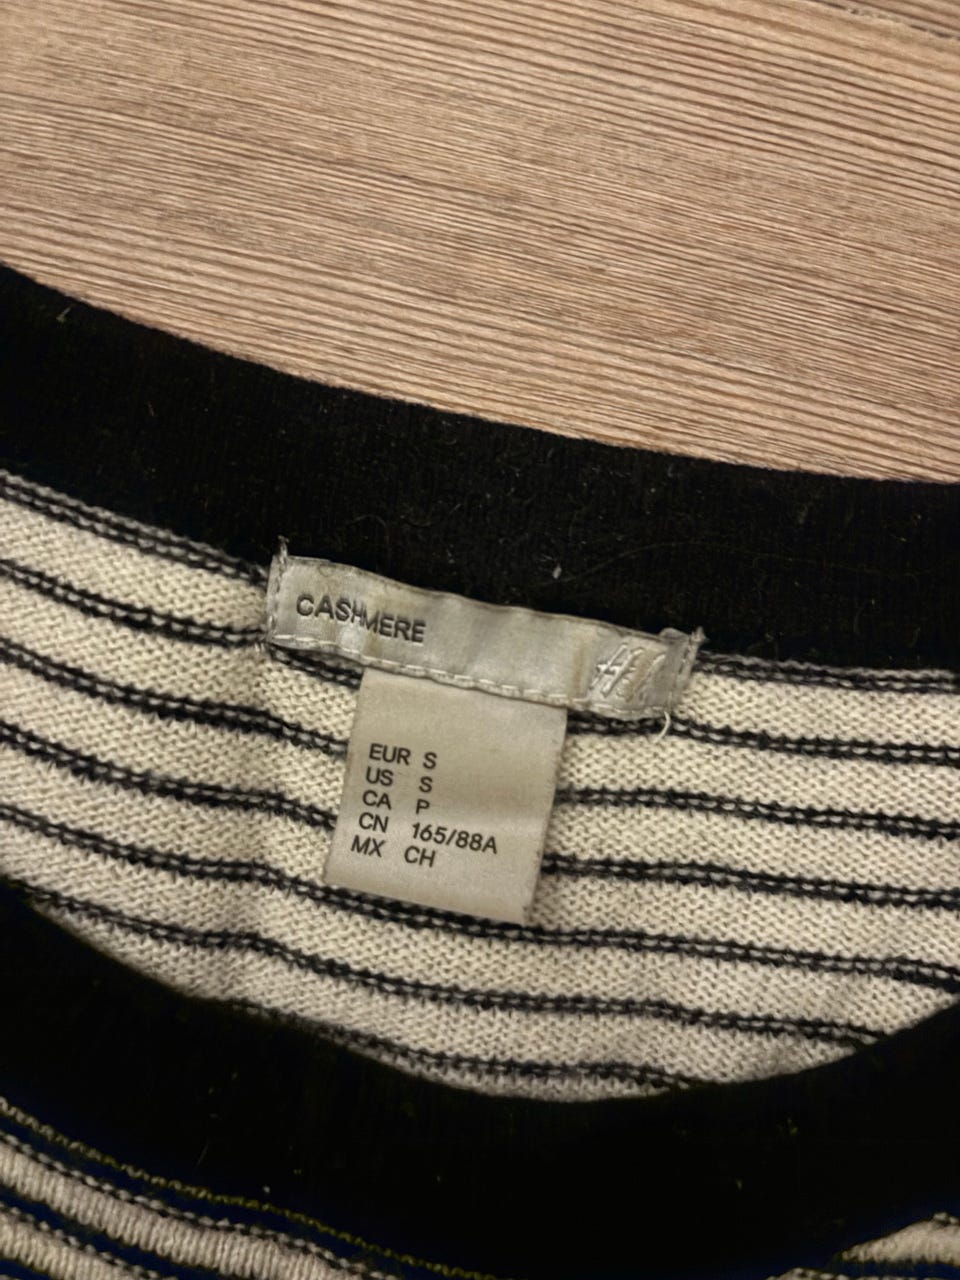 CASHMERE
H&M
EUR S
US S
CA P
CN 165/88A
MX CH